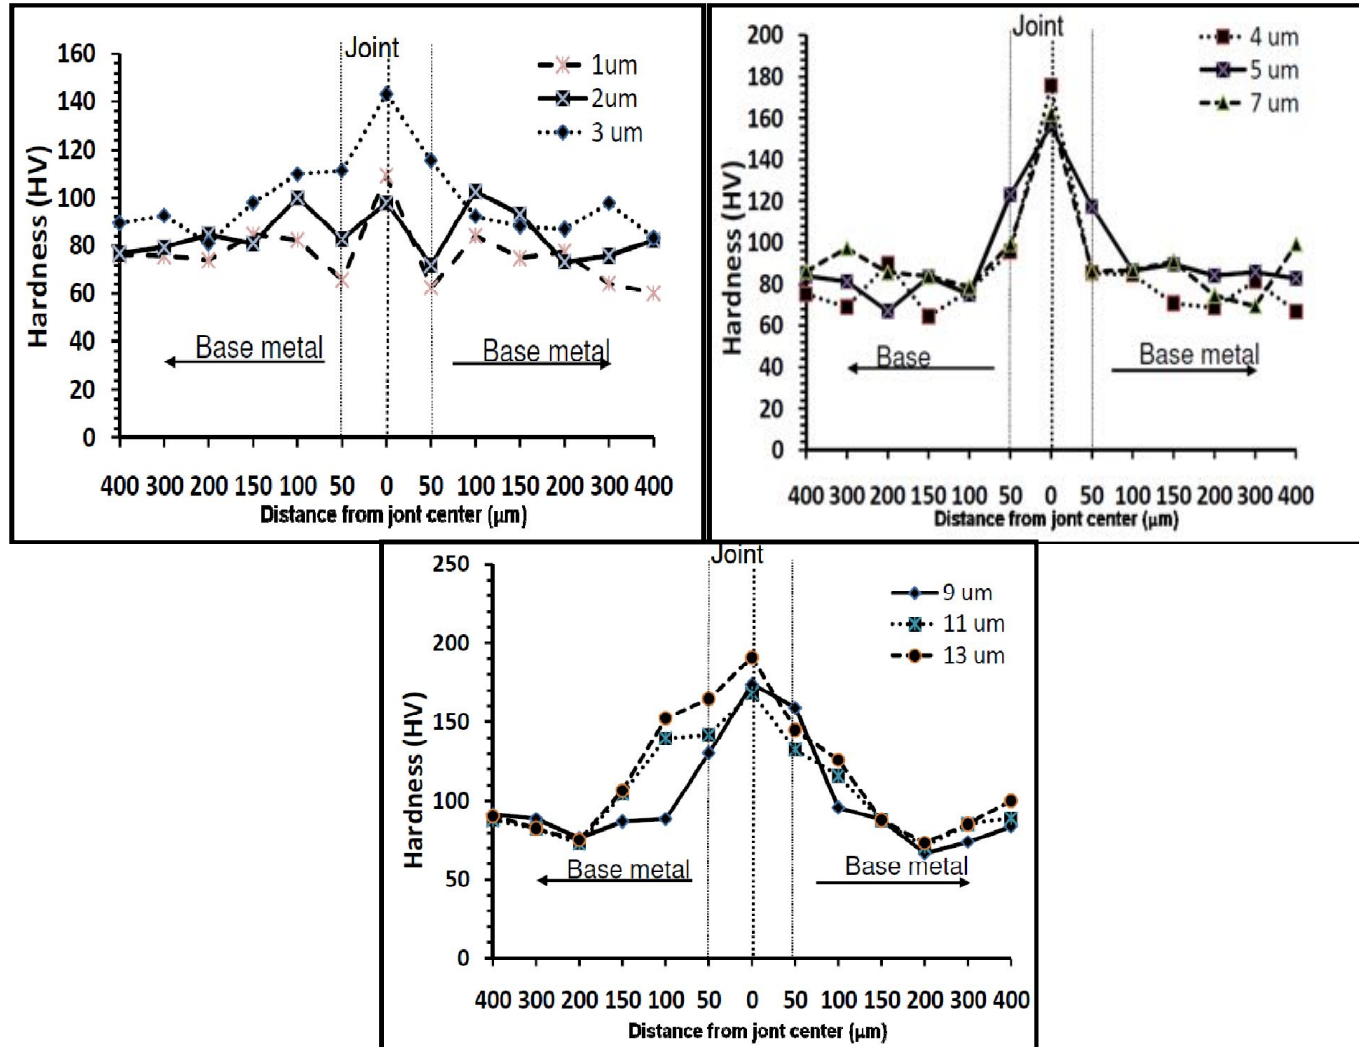 Joint
160
140
120
100
80
60
40
20
0
Hardness (HV)
1um
2um
3 um
Base metal
Base metal
400 300 200 150 100 50 0 50 100 150 200 300 400
Distance from jont center (μm)
Joint
200
180
160
140
120
100
80
60
40
20
0
Hardness (HV)
4 um
5 um
7 um
Base
Base metal
400 300 200 150 100 50 0 50 100 150 200 300 400
Distance from jont center (μm)
Joint
250
200
150
100
50
0
Hardness (HV)
9 um
11 um
13 um
Base metal
Base metal
400 300 200 150 100 50 0 50 100 150 200 300 400
Distance from jont center (μm)